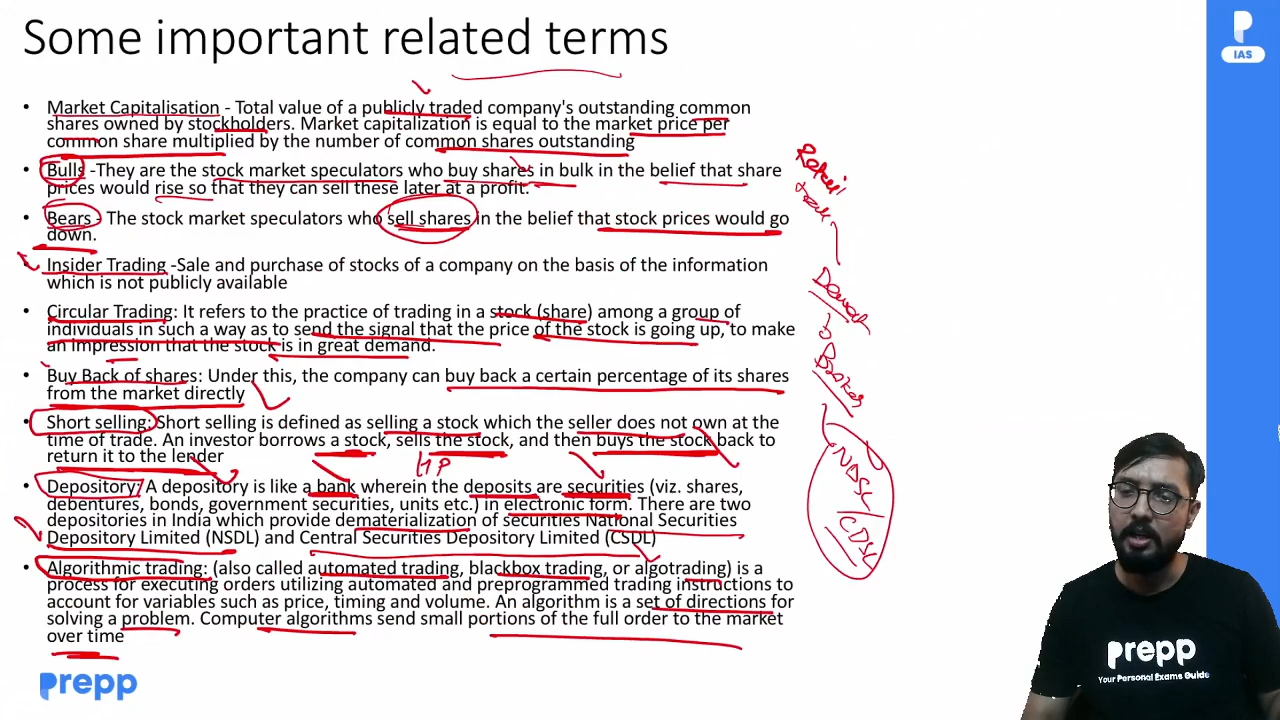 Some important related terms
• Market Capitalisation - Total value of a publicly traded company's outstanding common
shares owned by stockholders. Market capitalization is equal to the market price per
common share multiplied by the number of common shares outstanding
• Bulls -They are the stock market speculators who buy shares in bulk in the belief that share
prices would rise so that they can sell these later at a profit.
• Bears - The stock market speculators who sell shares in the belief that stock prices would go
down.
• Insider Trading -Sale and purchase of stocks of a company on the basis of the information
which is not publicly available
• Circular Trading: It refers to the practice of trading in a stock (share) among a group of
individuals in such a way as to send the signal that the price of the stock is going up, to make
an impression that the stock is in great demand.
• Buy Back of shares: Under this, the company can buy back a certain percentage of its shares
from the market directly
• Short selling: Short selling is defined as selling a stock which the seller does not own at the
time of trade. An investor borrows a stock, sells the stock, and then buys the stock back to
return it to the lender
• Depository: A depository is like a bank wherein the deposits are securities (viz. shares,
debentures, bonds, government securities, units etc.) in electronic form. There are two
depositories in India which provide dematerialization of securities National Securities
Depository Limited (NSDL) and Central Securities Depository Limited (CSDL)
• Algorithmic trading: (also called automated trading, blackbox trading, or algotrading) is a
process for executing orders utilizing automated and preprogrammed trading instructions to
account for variables such as price, timing and volume. An algorithm is a set of directions for
solving a problem. Computer algorithms send small portions of the full order to the market
over time
prepp
Demat
Broker
NDSL/
CDSL
IAS
prepp
Your Personal Exams Guide